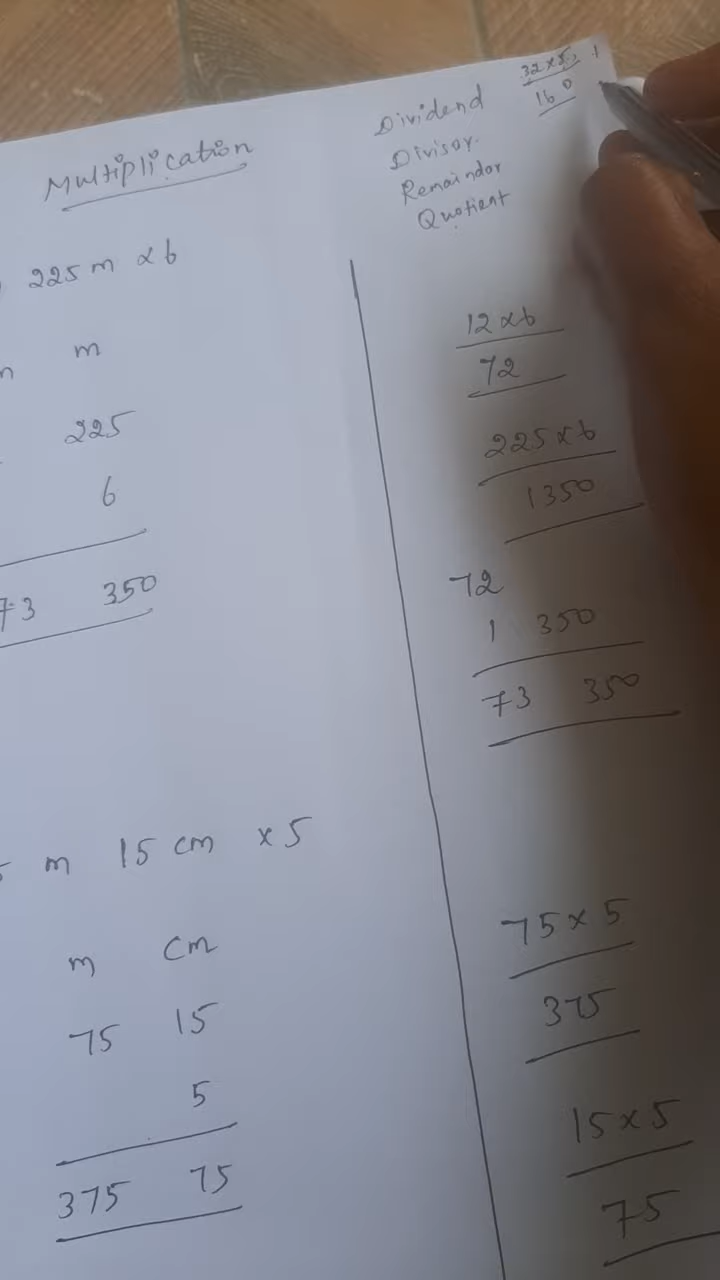 Multiplication
225 m × 6
m
225
6
73 350
m 15 cm × 5
m cm
75 15
5
375 75
32×5,
160
Dividend
Divisor.
Remaindor
Quotient
12 × 6
72
225 × 6
1350
72
1 350
73 350
75 × 5
375
15 × 5
75